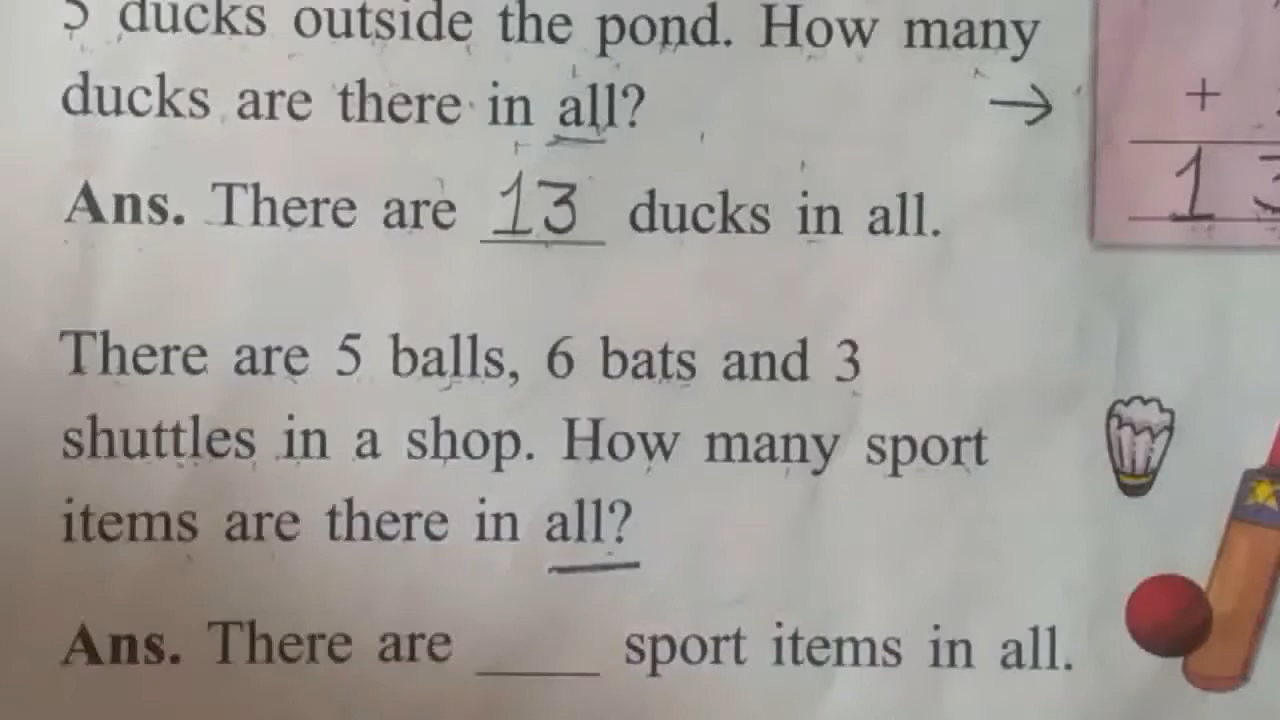 5 ducks outside the pond. How many
ducks are there in all?
→
+
13
Ans. There are 13 ducks in all.
There are 5 balls, 6 bats and 3
shuttles in a shop. How many sport
items are there in all?
Ans. There are ____ sport items in all.